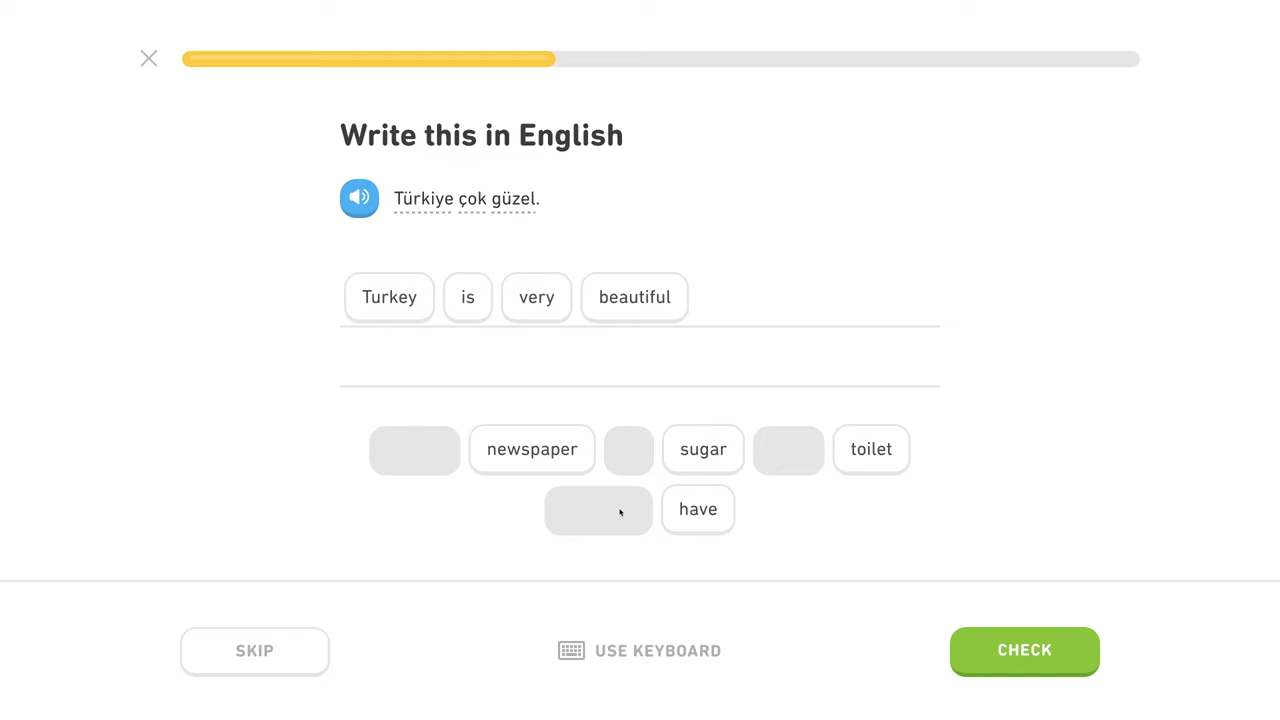 Write this in English
Türkiye çok güzel.
Turkey is very beautiful
newspaper sugar toilet
have
SKIP USE KEYBOARD CHECK